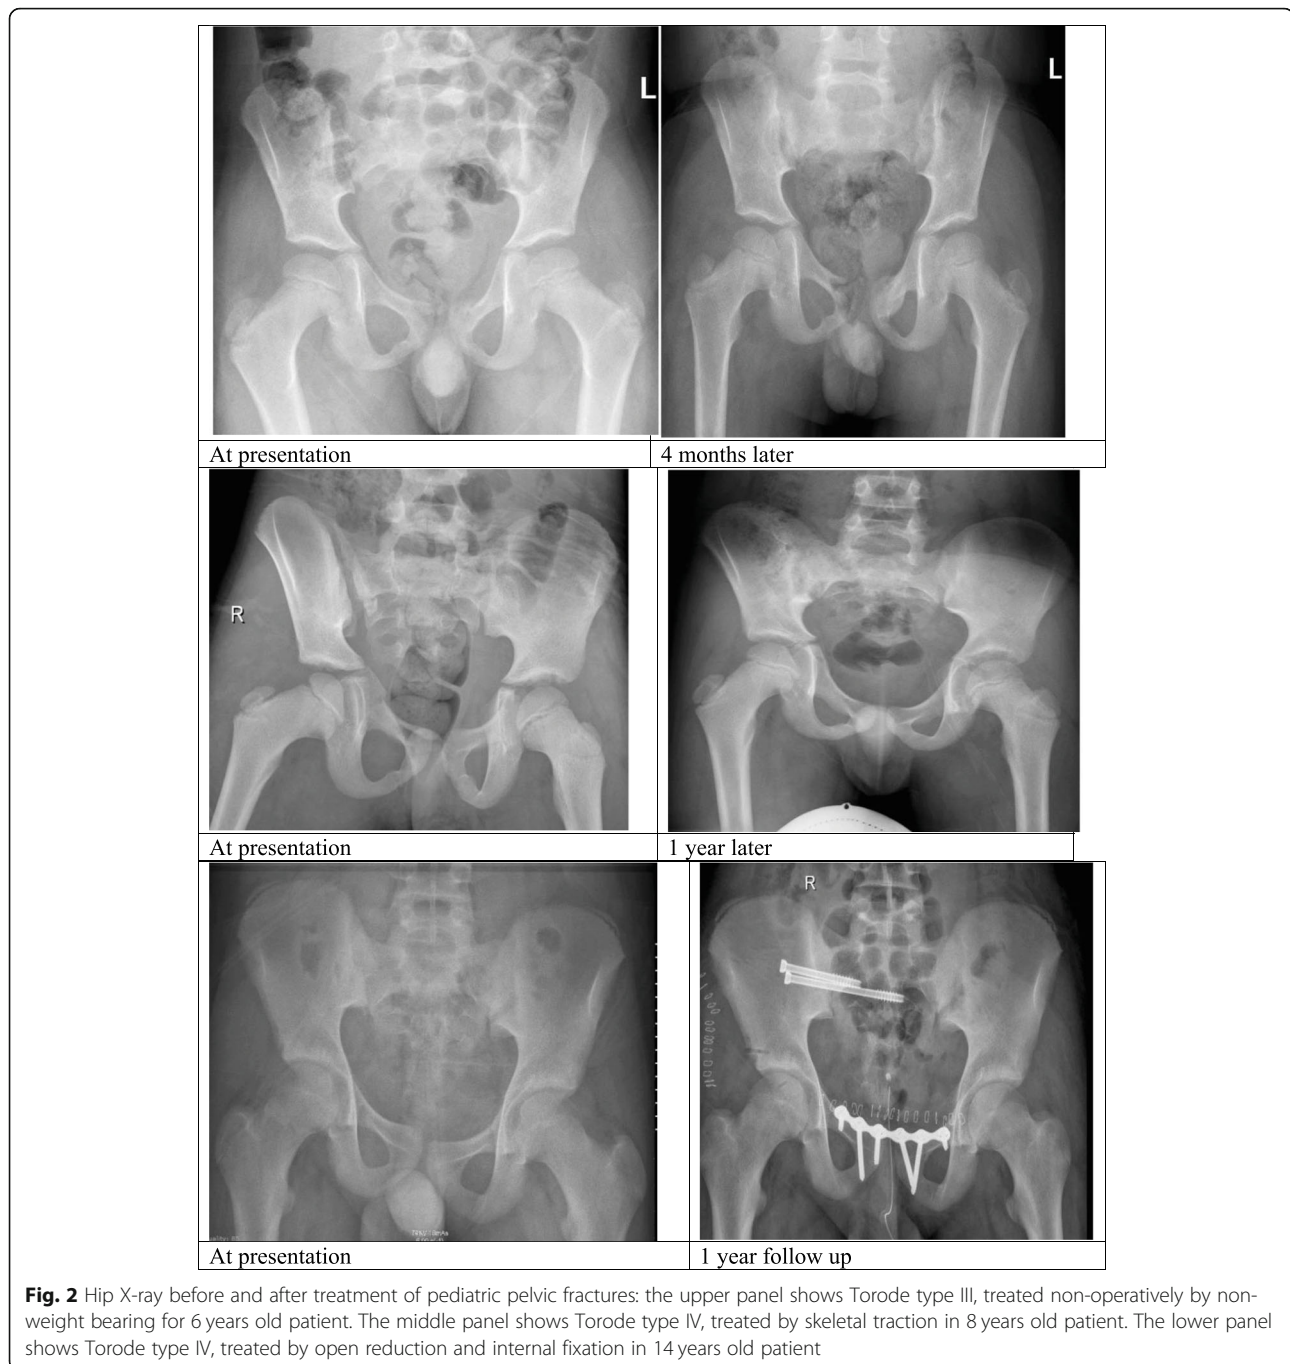 L
L
At presentation
4 months later
R
At presentation
1 year later
R
At presentation
1 year follow up
Fig. 2 Hip X-ray before and after treatment of pediatric pelvic fractures: the upper panel shows Torode type III, treated non-operatively by non-
weight bearing for 6 years old patient. The middle panel shows Torode type IV, treated by skeletal traction in 8 years old patient. The lower panel
shows Torode type IV, treated by open reduction and internal fixation in 14 years old patient